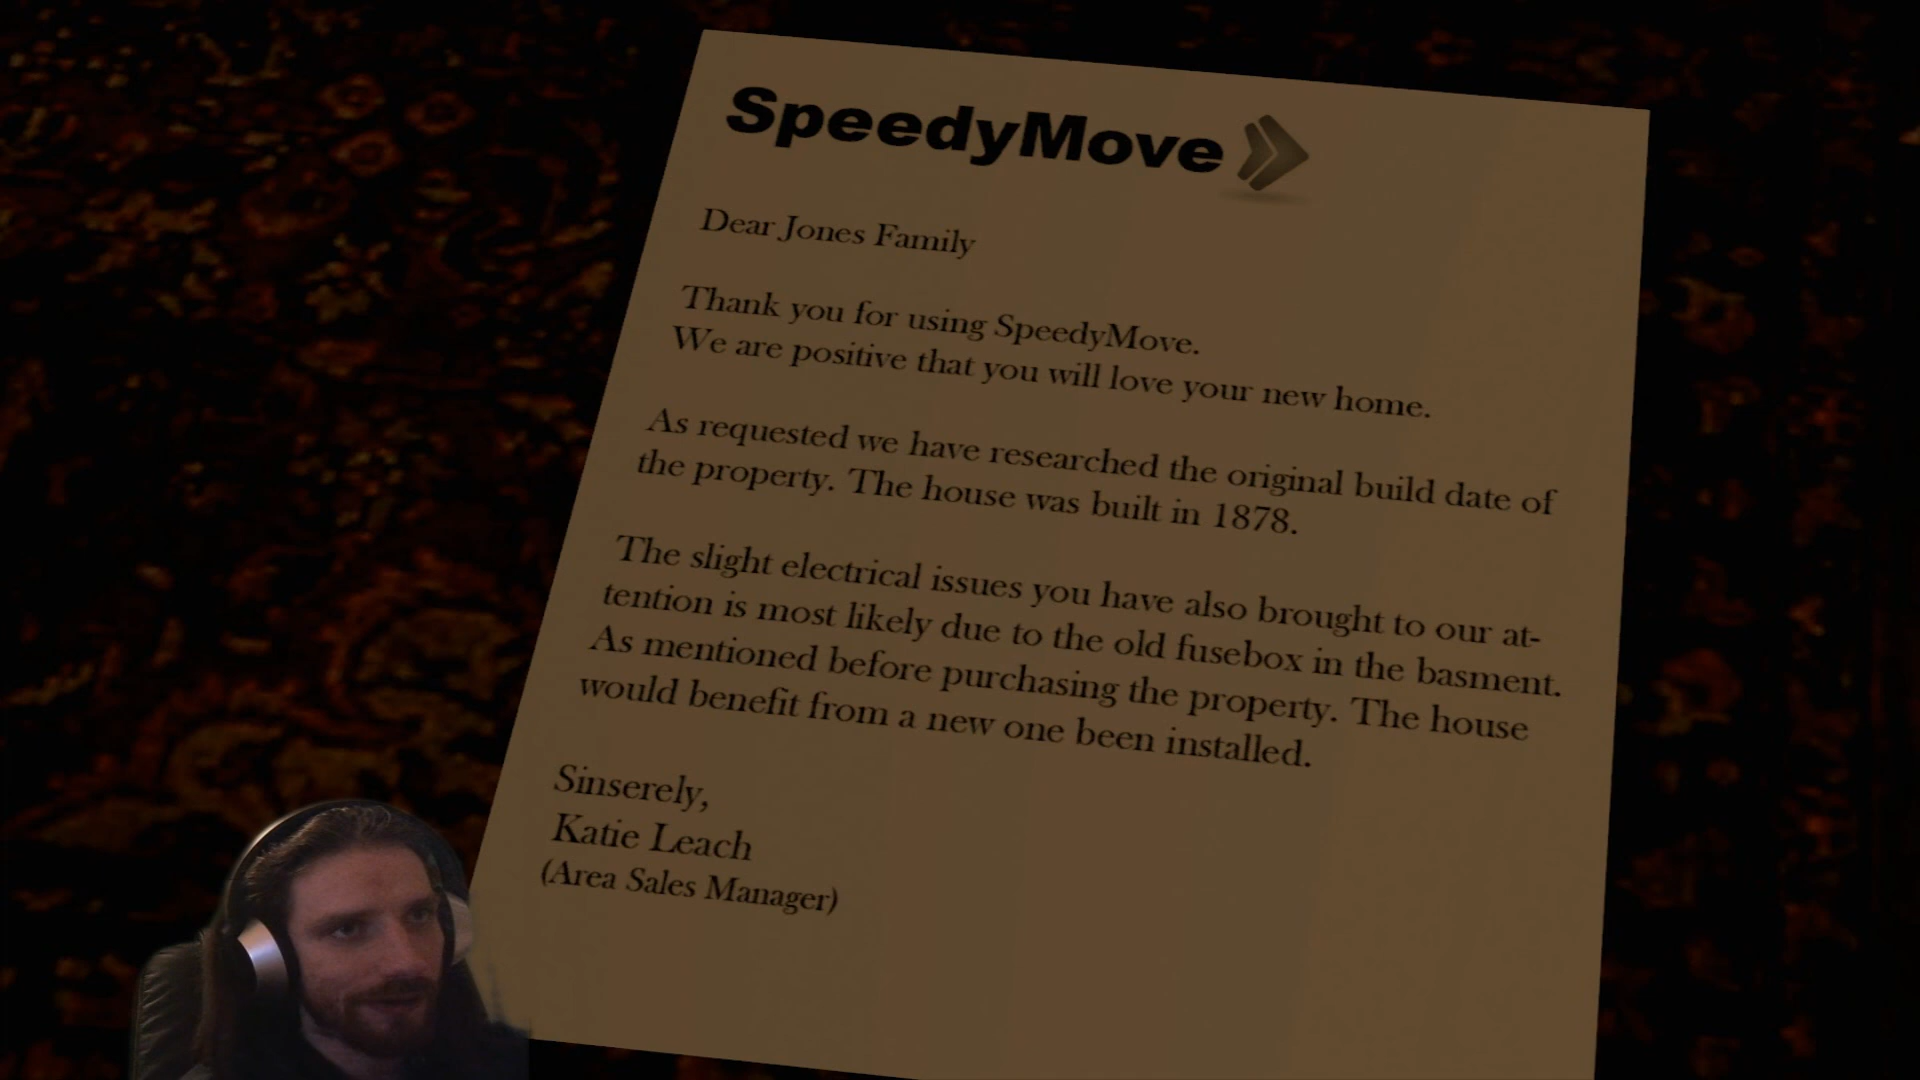 SpeedyMove
Dear Jones Family
Thank you for using SpeedyMove.
We are positive that you will love your new home.
As requested we have researched the original build date of
the property. The house was built in 1878.
The slight electrical issues you have also brought to our at-
tention is most likely due to the old fusebox in the basment.
As mentioned before purchasing the property. The house
would benefit from a new one been installed.
Sinserely,
Katie Leach
(Area Sales Manager)